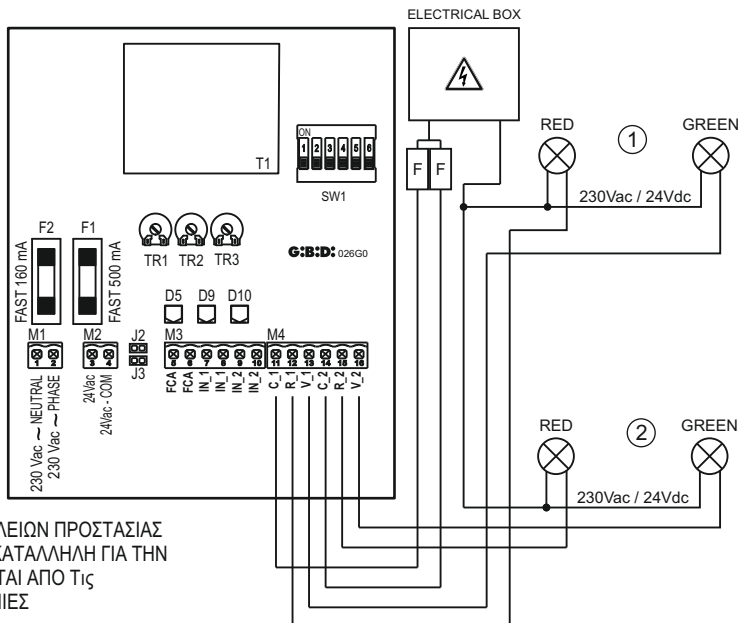 ELECTRICAL BOX
F F
RED 1 GREEN
230Vac / 24Vdc
T1
ON
1 2 3 4 5 6
SW1
F2 F1
FAST 160 mA
FAST 500 mA
TR1 TR2 TR3
G:B:D: 026G0
D5 D9 D10
M1 M2 J2 M3 M4
J3
1 2 3 4 5 6 7 8 9 10 11 12 13 14 15 16
230 Vac ~ NEUTRAL
230 Vac ~ PHASE
24Vac
24Vac - COM
FCA
FCA
IN_1
IN_1
IN_2
IN_2
C_1
R_1
V_1
C_2
R_2
V_2
RED 2 GREEN
230Vac / 24Vdc
ΛΕΙΩΝ ΠΡΟΣΤΑΣΙΑΣ
ΚΑΤΑΛΛΗΛΗ ΓΙΑ ΤΗΝ
ΤΑΙ ΑΠΟ Τις
ΙΕΣ